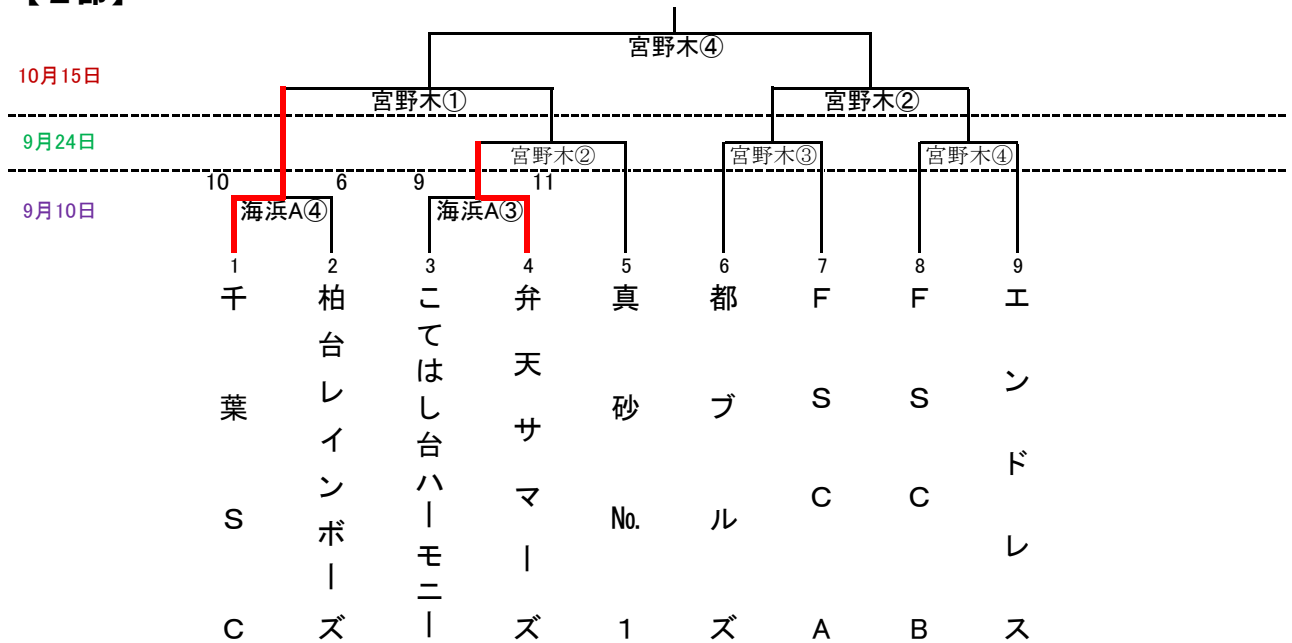 宮野木④
10月15日
宮野木① 宮野木②
9月24日
宮野木② 宮野木③ 宮野木④
10 6 9 11
9月10日
海浜A④ 海浜A③
1 2 3 4 5 6 7 8 9
千葉SC
柏台レインボーズ
こてはし台ハーモニー
弁天サマーズ
真砂№1
都ブルズ
FSCA
FSCB
エンドレス